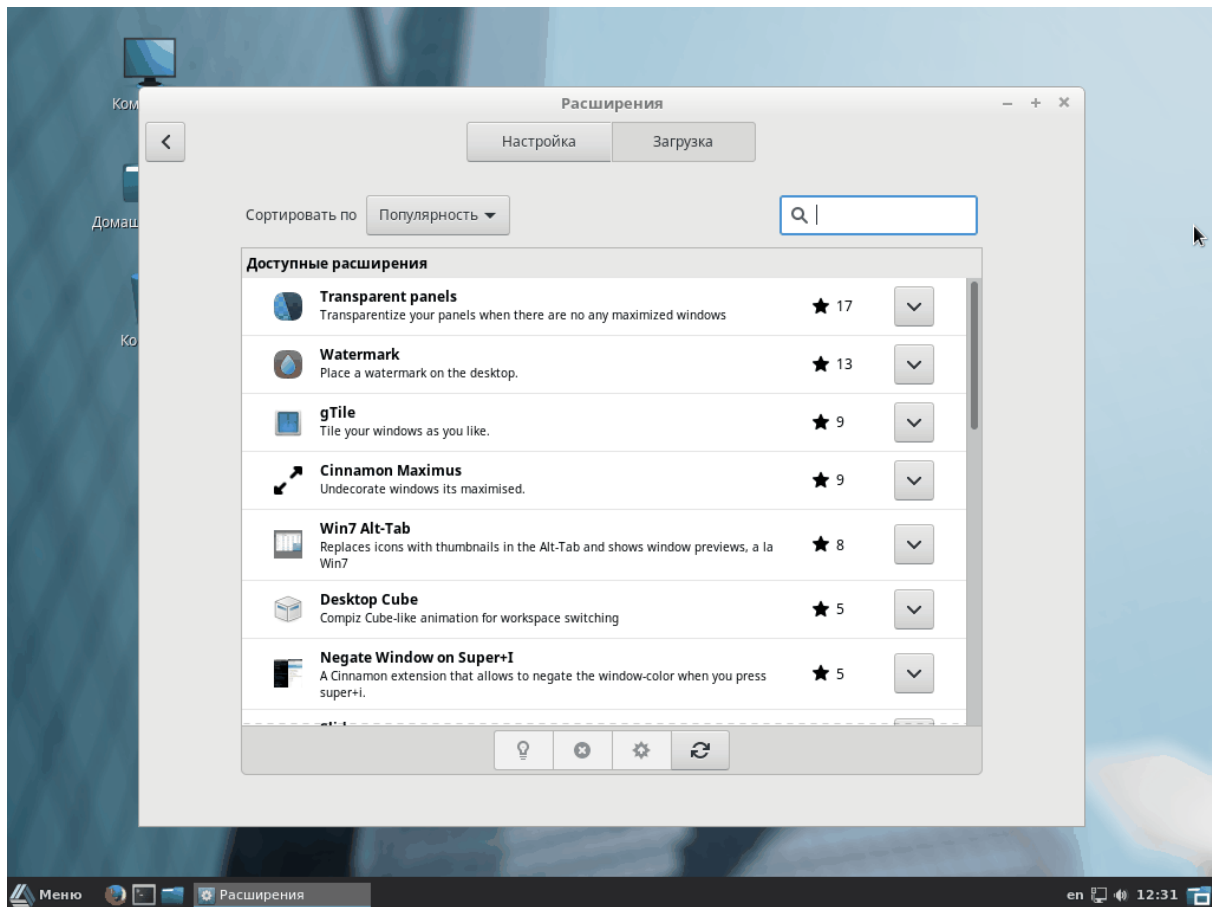 Ком
Расширения
Настройка
Загрузка
Домаш
Сортировать по
Популярность
Доступные расширения
Transparent panels
Transparentize your panels when there are no any maximized windows
17
Watermark
Place a watermark on the desktop.
13
gTile
Tile your windows as you like.
9
Ко
Cinnamon Maximus
Undecorate windows its maximised.
9
Win7 Alt-Tab
Replaces icons with thumbnails in the Alt-Tab and shows window previews, a la
Win7
8
Desktop Cube
Compiz Cube-like animation for workspace switching
5
Negate Window on Super+I
A Cinnamon extension that allows to negate the window-color when you press
super+i.
5
Меню
Расширения
en
12:31